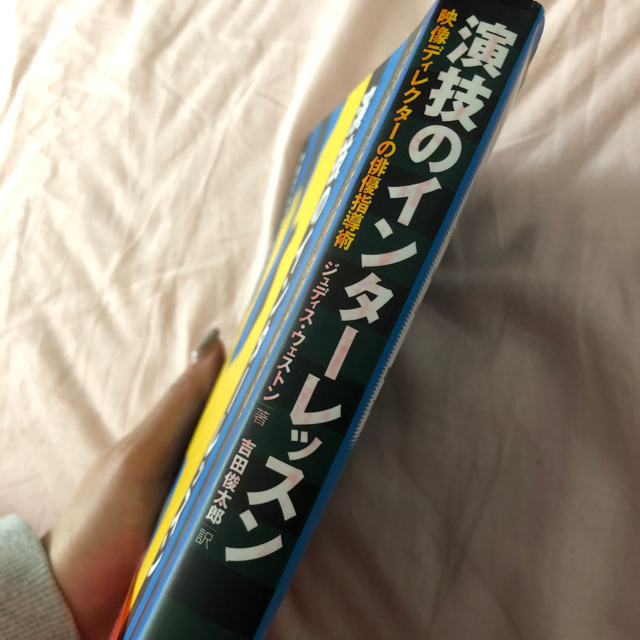 演技のインターレッスン
映像ディレクターの俳優指導術
ジュディス・ウェストン 著
吉田俊太郎 訳